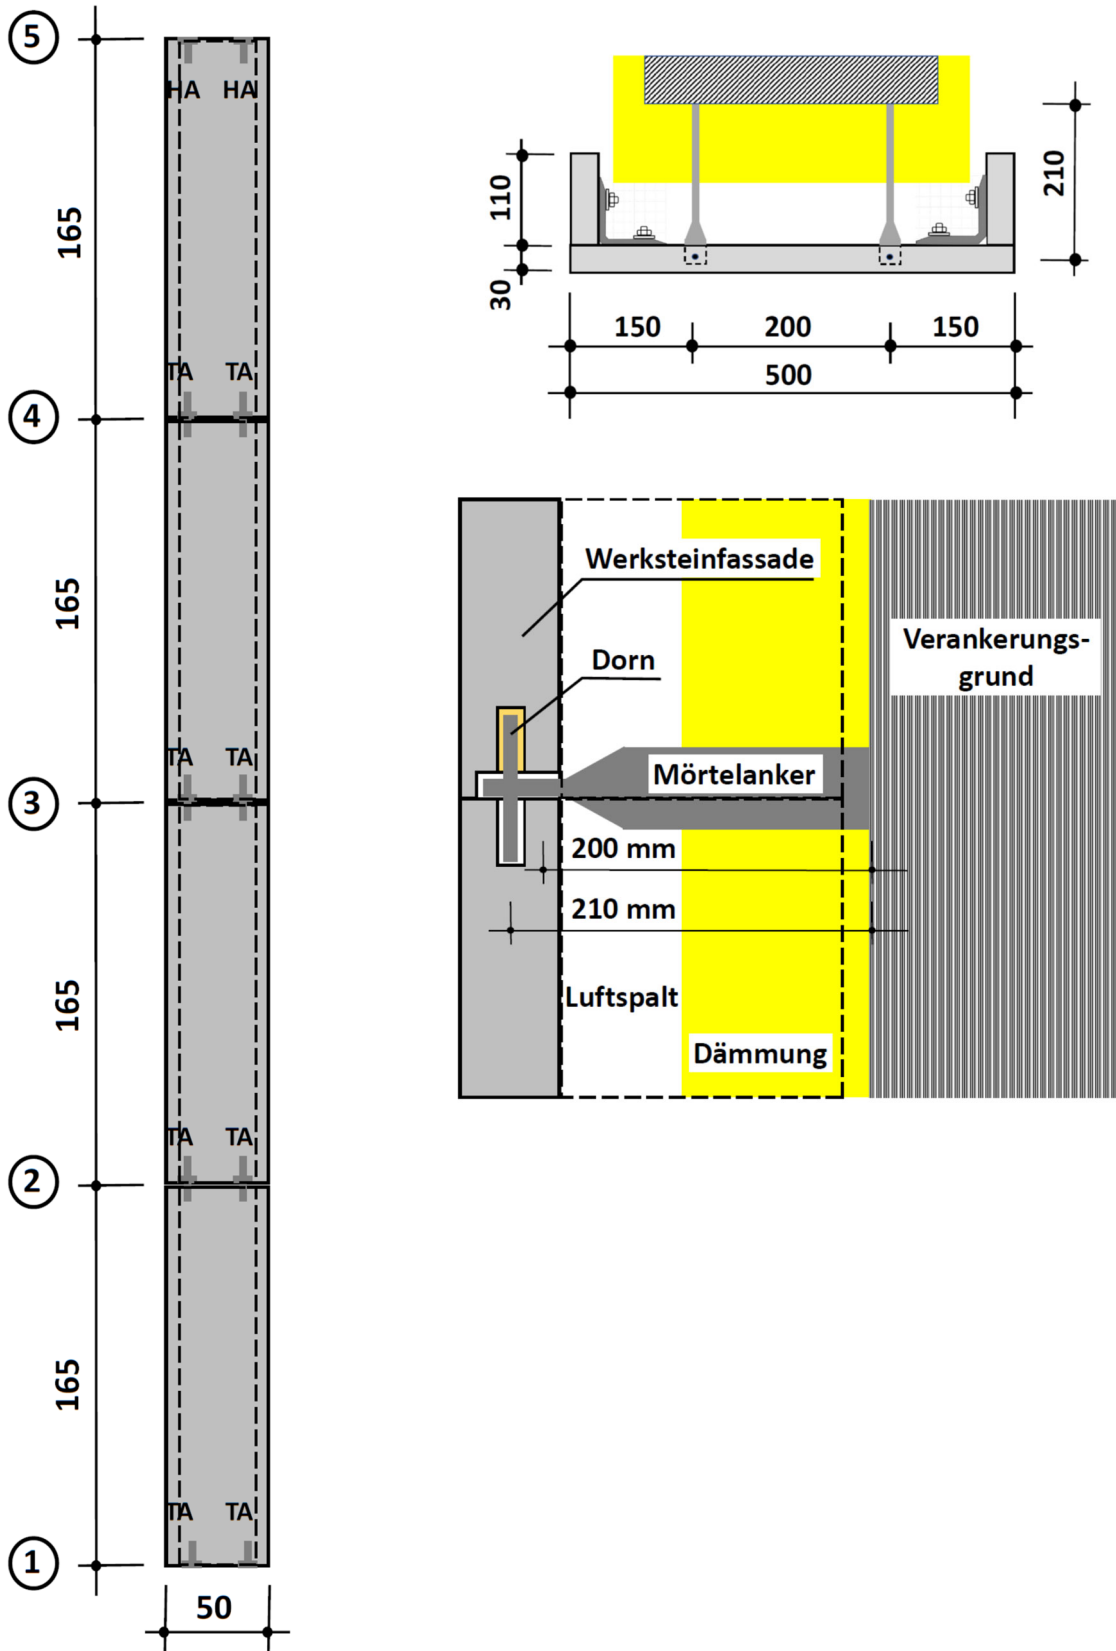 5
HA HA
165
TA TA
4
165
TA TA
3
165
TA TA
2
165
TA TA
1
50
110
30
210
150 200 150
500
Werksteinfassade
Dorn
Verankerungs-
grund
Mörtelanker
200 mm
210 mm
Luftspalt
Dämmung